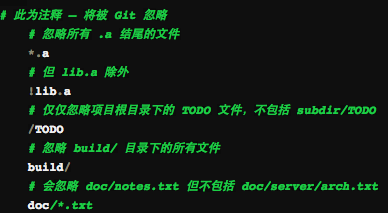 # 此为注释 – 将被 Git 忽略
# 忽略所有 .a 结尾的文件
*.a
# 但 lib.a 除外
!lib.a
# 仅仅忽略项目根目录下的 TODO 文件，不包括 subdir/TODO
/TODO
# 忽略 build/ 目录下的所有文件
build/
# 会忽略 doc/notes.txt 但不包括 doc/server/arch.txt
doc/*.txt